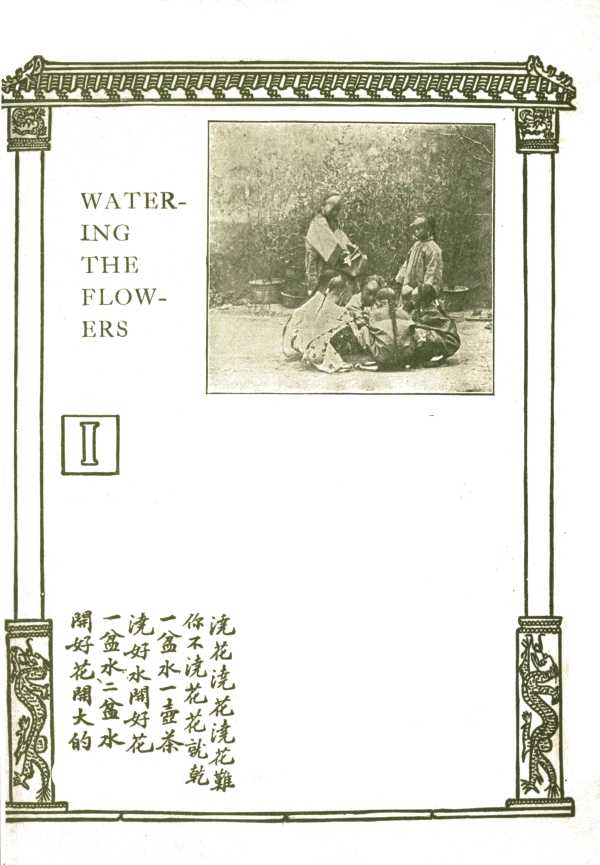 WATER-
ING
THE
FLOW-
ERS
I
澆花澆花澆花難
你不澆花花就乾
一盆水一壺茶
澆好水開好花
一盆水二盆水
開好花開大的